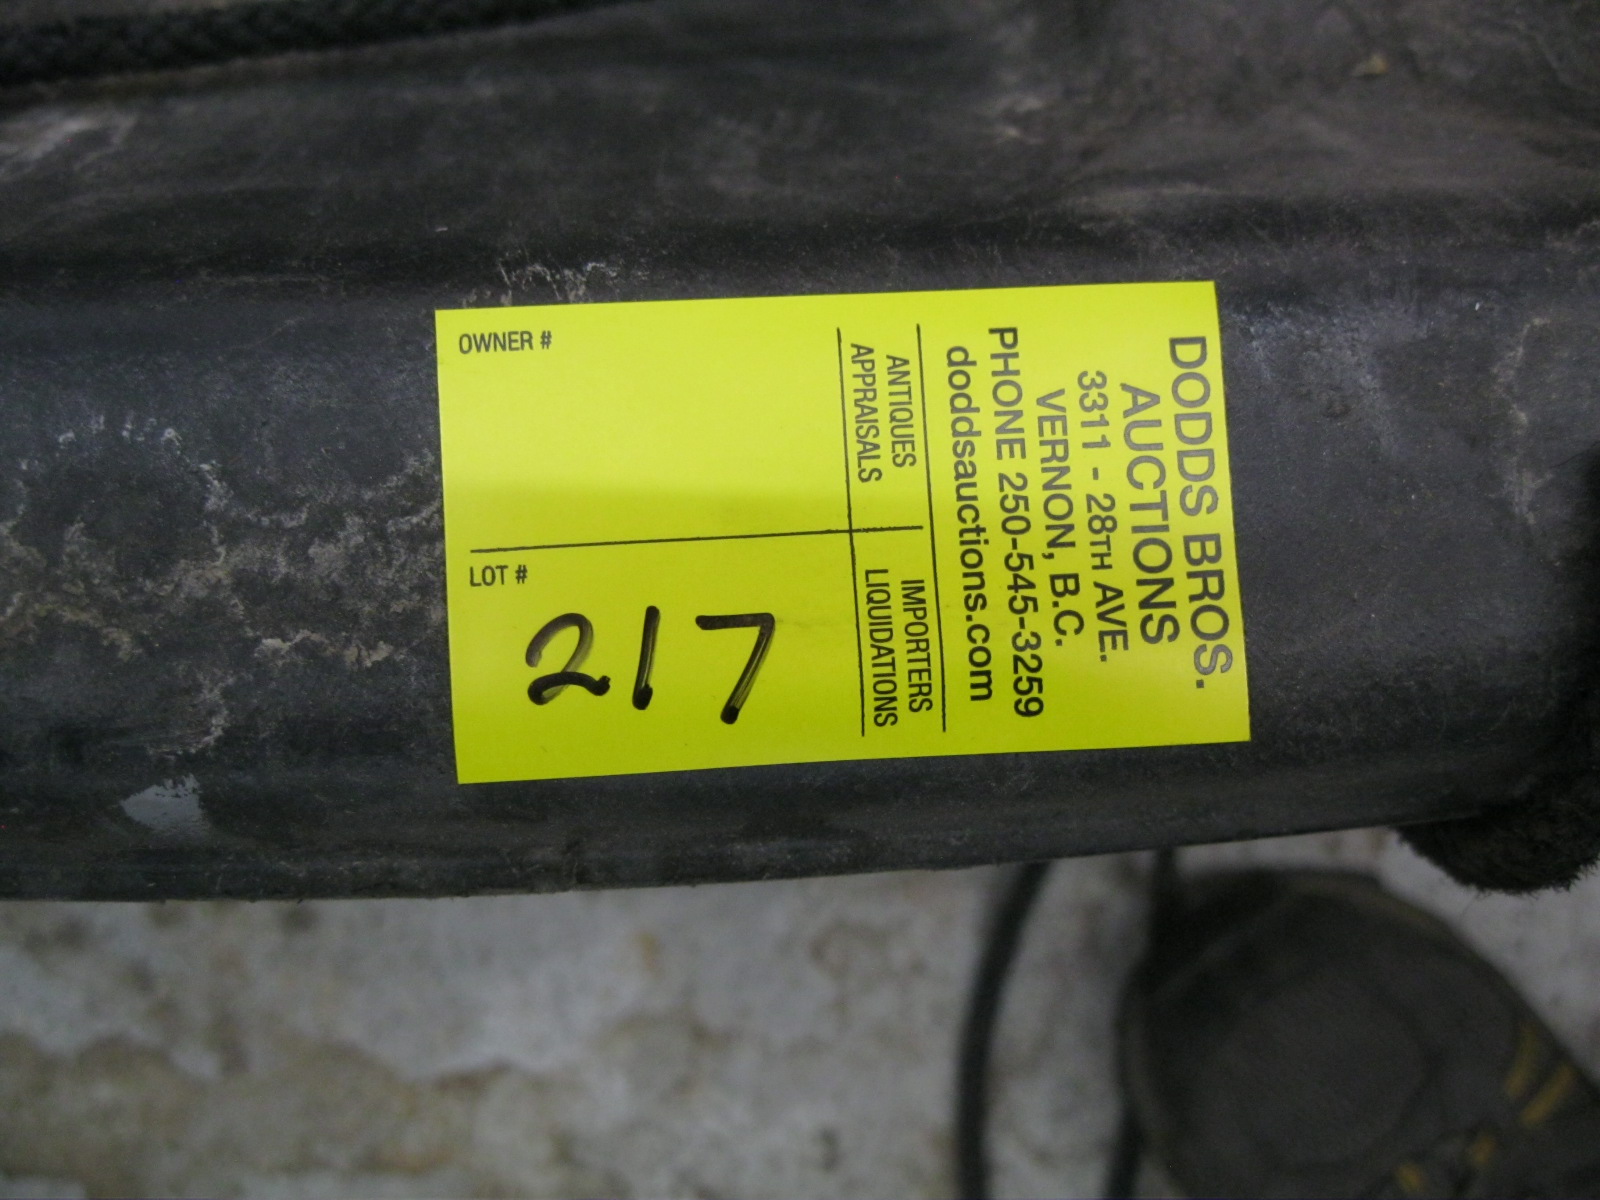 DODDS BROS.
AUCTIONS
3311 - 28TH AVE.
VERNON, B.C.
PHONE 250-545-3259
doddsauctions.com
ANTIQUES
APPRAISALS
IMPORTERS
LIQUIDATIONS
OWNER #
LOT #
217